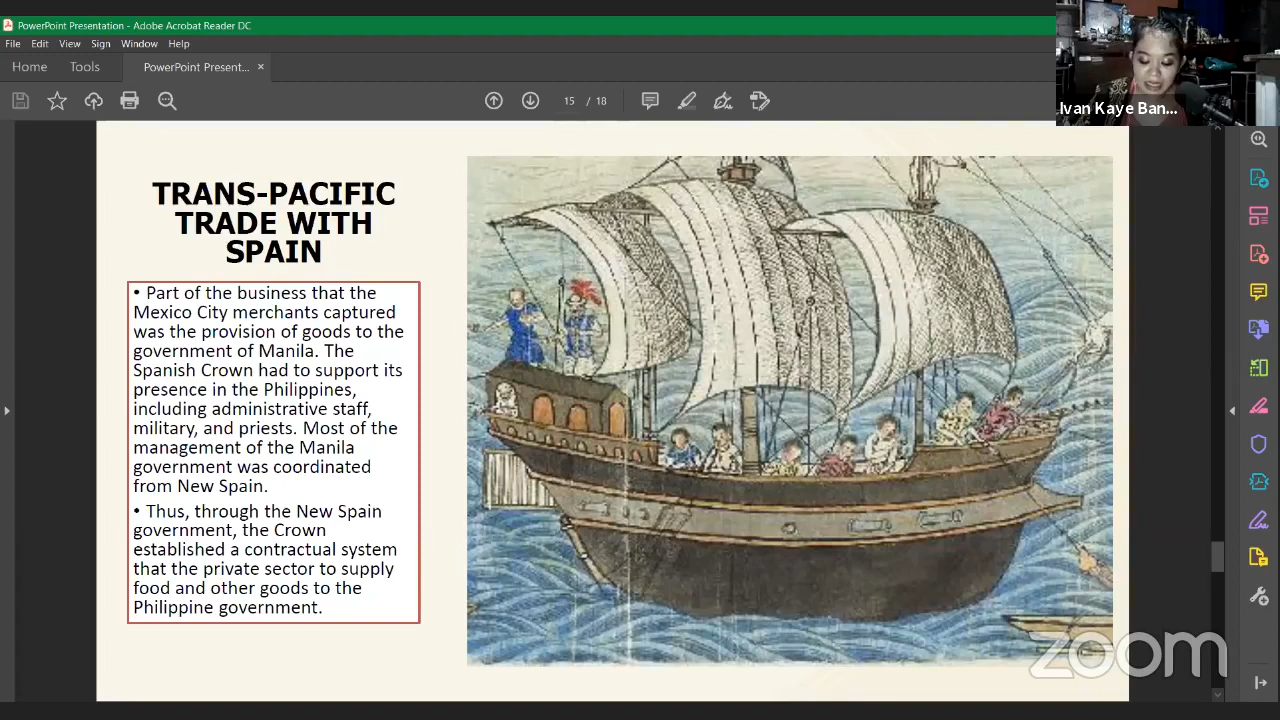 PowerPoint Presentation - Adobe Acrobat Reader DC
File Edit View Sign Window Help
Home Tools PowerPoint Present... ×
15 / 18
Ivan Kaye Ban...
TRANS-PACIFIC
TRADE WITH
SPAIN
• Part of the business that the
Mexico City merchants captured
was the provision of goods to the
government of Manila. The
Spanish Crown had to support its
presence in the Philippines,
including administrative staff,
military, and priests. Most of the
management of the Manila
government was coordinated
from New Spain.
• Thus, through the New Spain
government, the Crown
established a contractual system
that the private sector to supply
food and other goods to the
Philippine government.
zoom